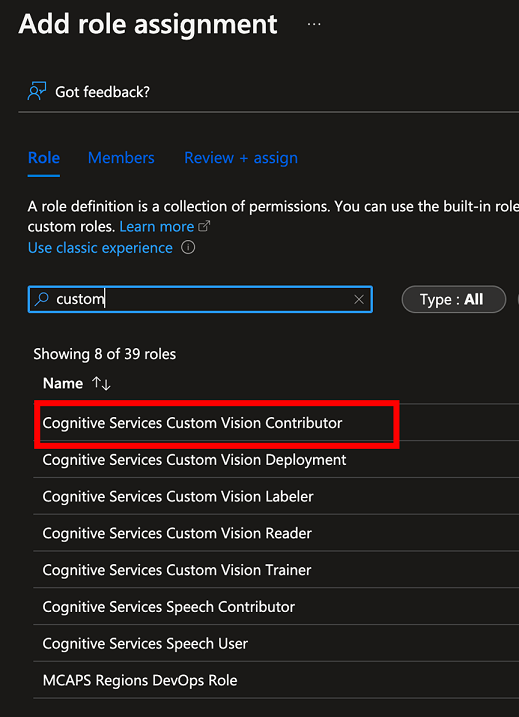 Add role assignment ...
Got feedback?
Role Members Review + assign
A role definition is a collection of permissions. You can use the built-in role
custom roles. Learn more
Use classic experience
custom
Type : All
Showing 8 of 39 roles
Name ↑↓
Cognitive Services Custom Vision Contributor
Cognitive Services Custom Vision Deployment
Cognitive Services Custom Vision Labeler
Cognitive Services Custom Vision Reader
Cognitive Services Custom Vision Trainer
Cognitive Services Speech Contributor
Cognitive Services Speech User
MCAPS Regions DevOps Role